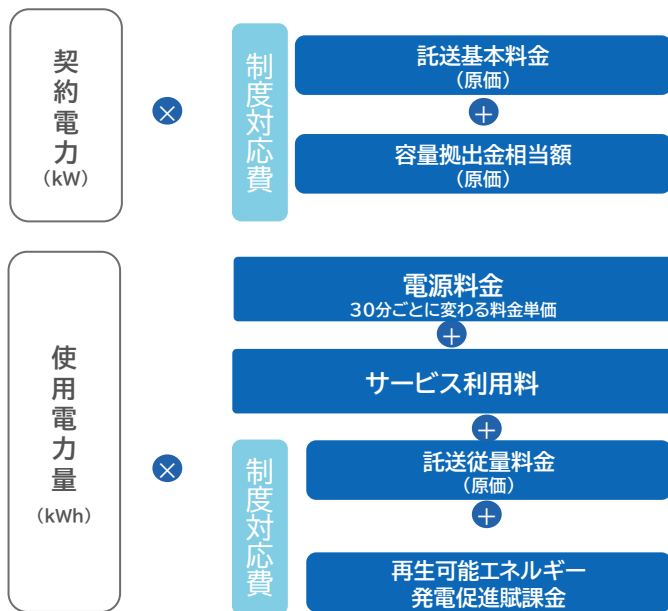 契約電力
(kW)
×
制度対応費
託送基本料金
(原価)
+
容量拠出金相当額
(原価)
使用電力量
(kWh)
×
電源料金
30分ごとに変わる料金単価
+
サービス利用料
+
制度対応費
託送従量料金
(原価)
+
再生可能エネルギー
発電促進賦課金